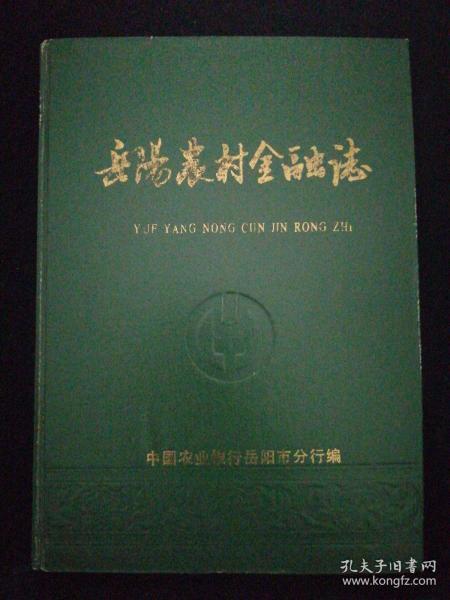 岳陽農村金融誌
YUE YANG NONG CUN JIN RONG ZHI
中國农业银行岳阳市分行编
孔夫子旧书网
www.kongfz.com